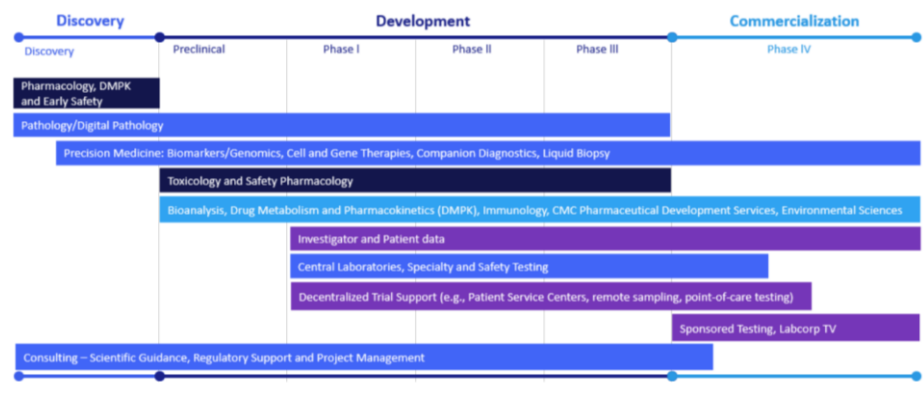 Discovery
Development
Commercialization
Discovery
Preclinical
Phase I
Phase II
Phase III
Phase IV
Pharmacology, DMPK
and Early Safety
Pathology/Digital Pathology
Precision Medicine: Biomarkers/Genomics, Cell and Gene Therapies, Companion Diagnostics, Liquid Biopsy
Toxicology and Safety Pharmacology
Bioanalysis, Drug Metabolism and Pharmacokinetics (DMPK), Immunology, CMC Pharmaceutical Development Services, Environmental Sciences
Investigator and Patient data
Central Laboratories, Specialty and Safety Testing
Decentralized Trial Support (e.g., Patient Service Centers, remote sampling, point-of-care testing)
Sponsored Testing, Labcorp TV
Consulting – Scientific Guidance, Regulatory Support and Project Management